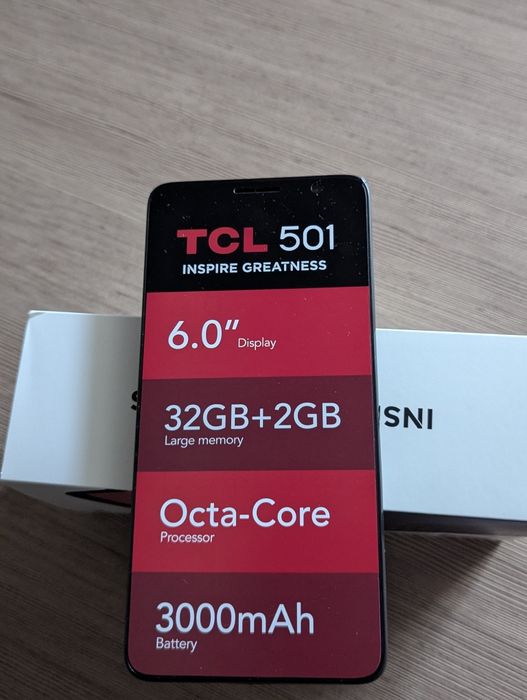 TCL 501
INSPIRE GREATNESS
6.0" Display
32GB+2GB
Large memory
Octa-Core
Processor
3000mAh
Battery